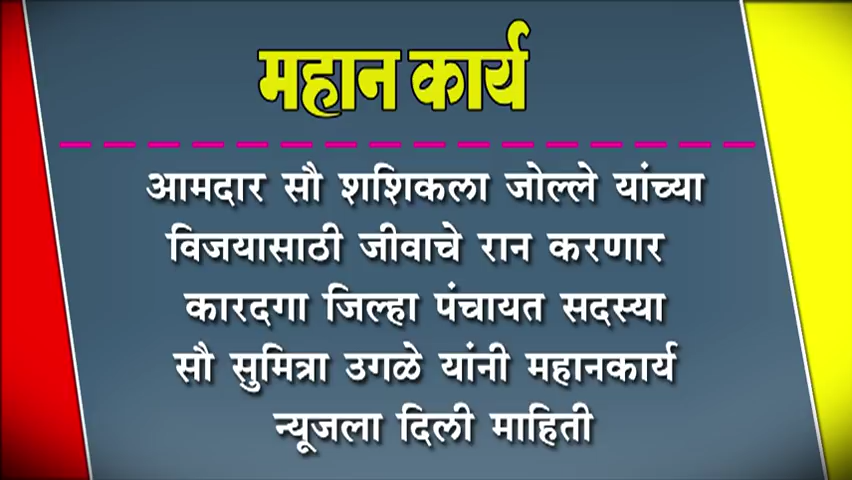 महान कार्य
आमदार सौ शशिकला जोल्ले यांच्या
विजयासाठी जीवाचे रान करणार
कारदगा जिल्हा पंचायत सदस्या
सौ सुमित्रा उगळे यांनी महानकार्य
न्यूजला दिली माहिती